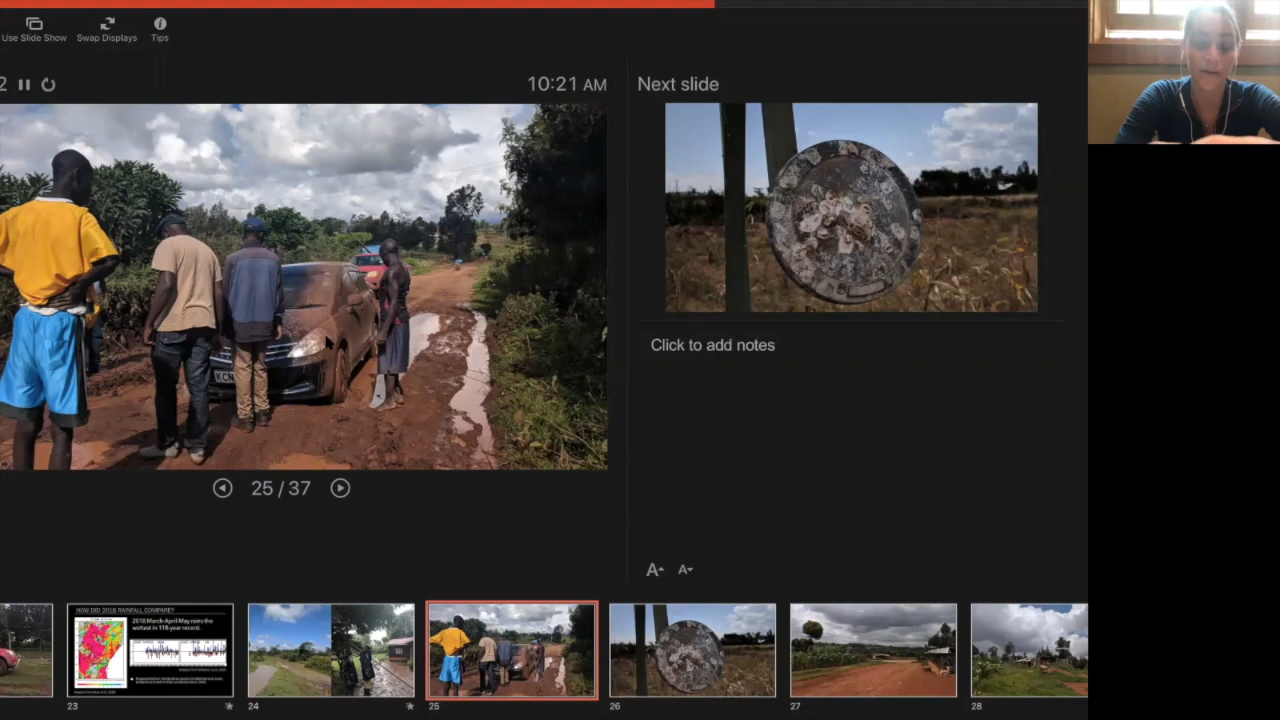 Use Slide Show
Swap Displays
Tips
2
10:21 AM
Next slide
KCN
Click to add notes
25 / 37
A
A
HOW DID 2018 RAINFALL COMPARE?
2018 March-April-May rains the
wettest in 118-year record.
23
24
25
26
27
28